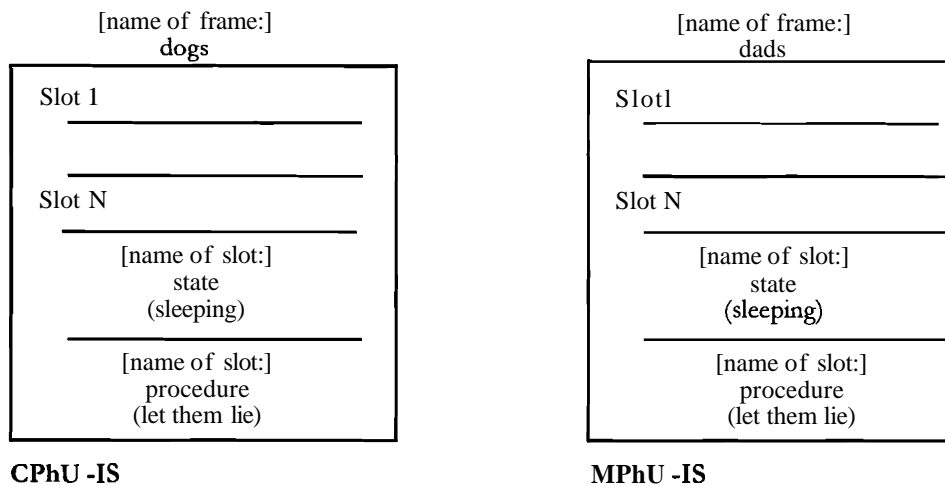 [name of frame:]
dogs
Slot 1
Slot N
[name of slot:]
state
(sleeping)
[name of slot:]
procedure
(let them lie)
CPhU -IS
[name of frame:]
dads
Slotl
Slot N
[name of slot:]
state
(sleeping)
[name of slot:]
procedure
(let them lie)
MPhU -IS